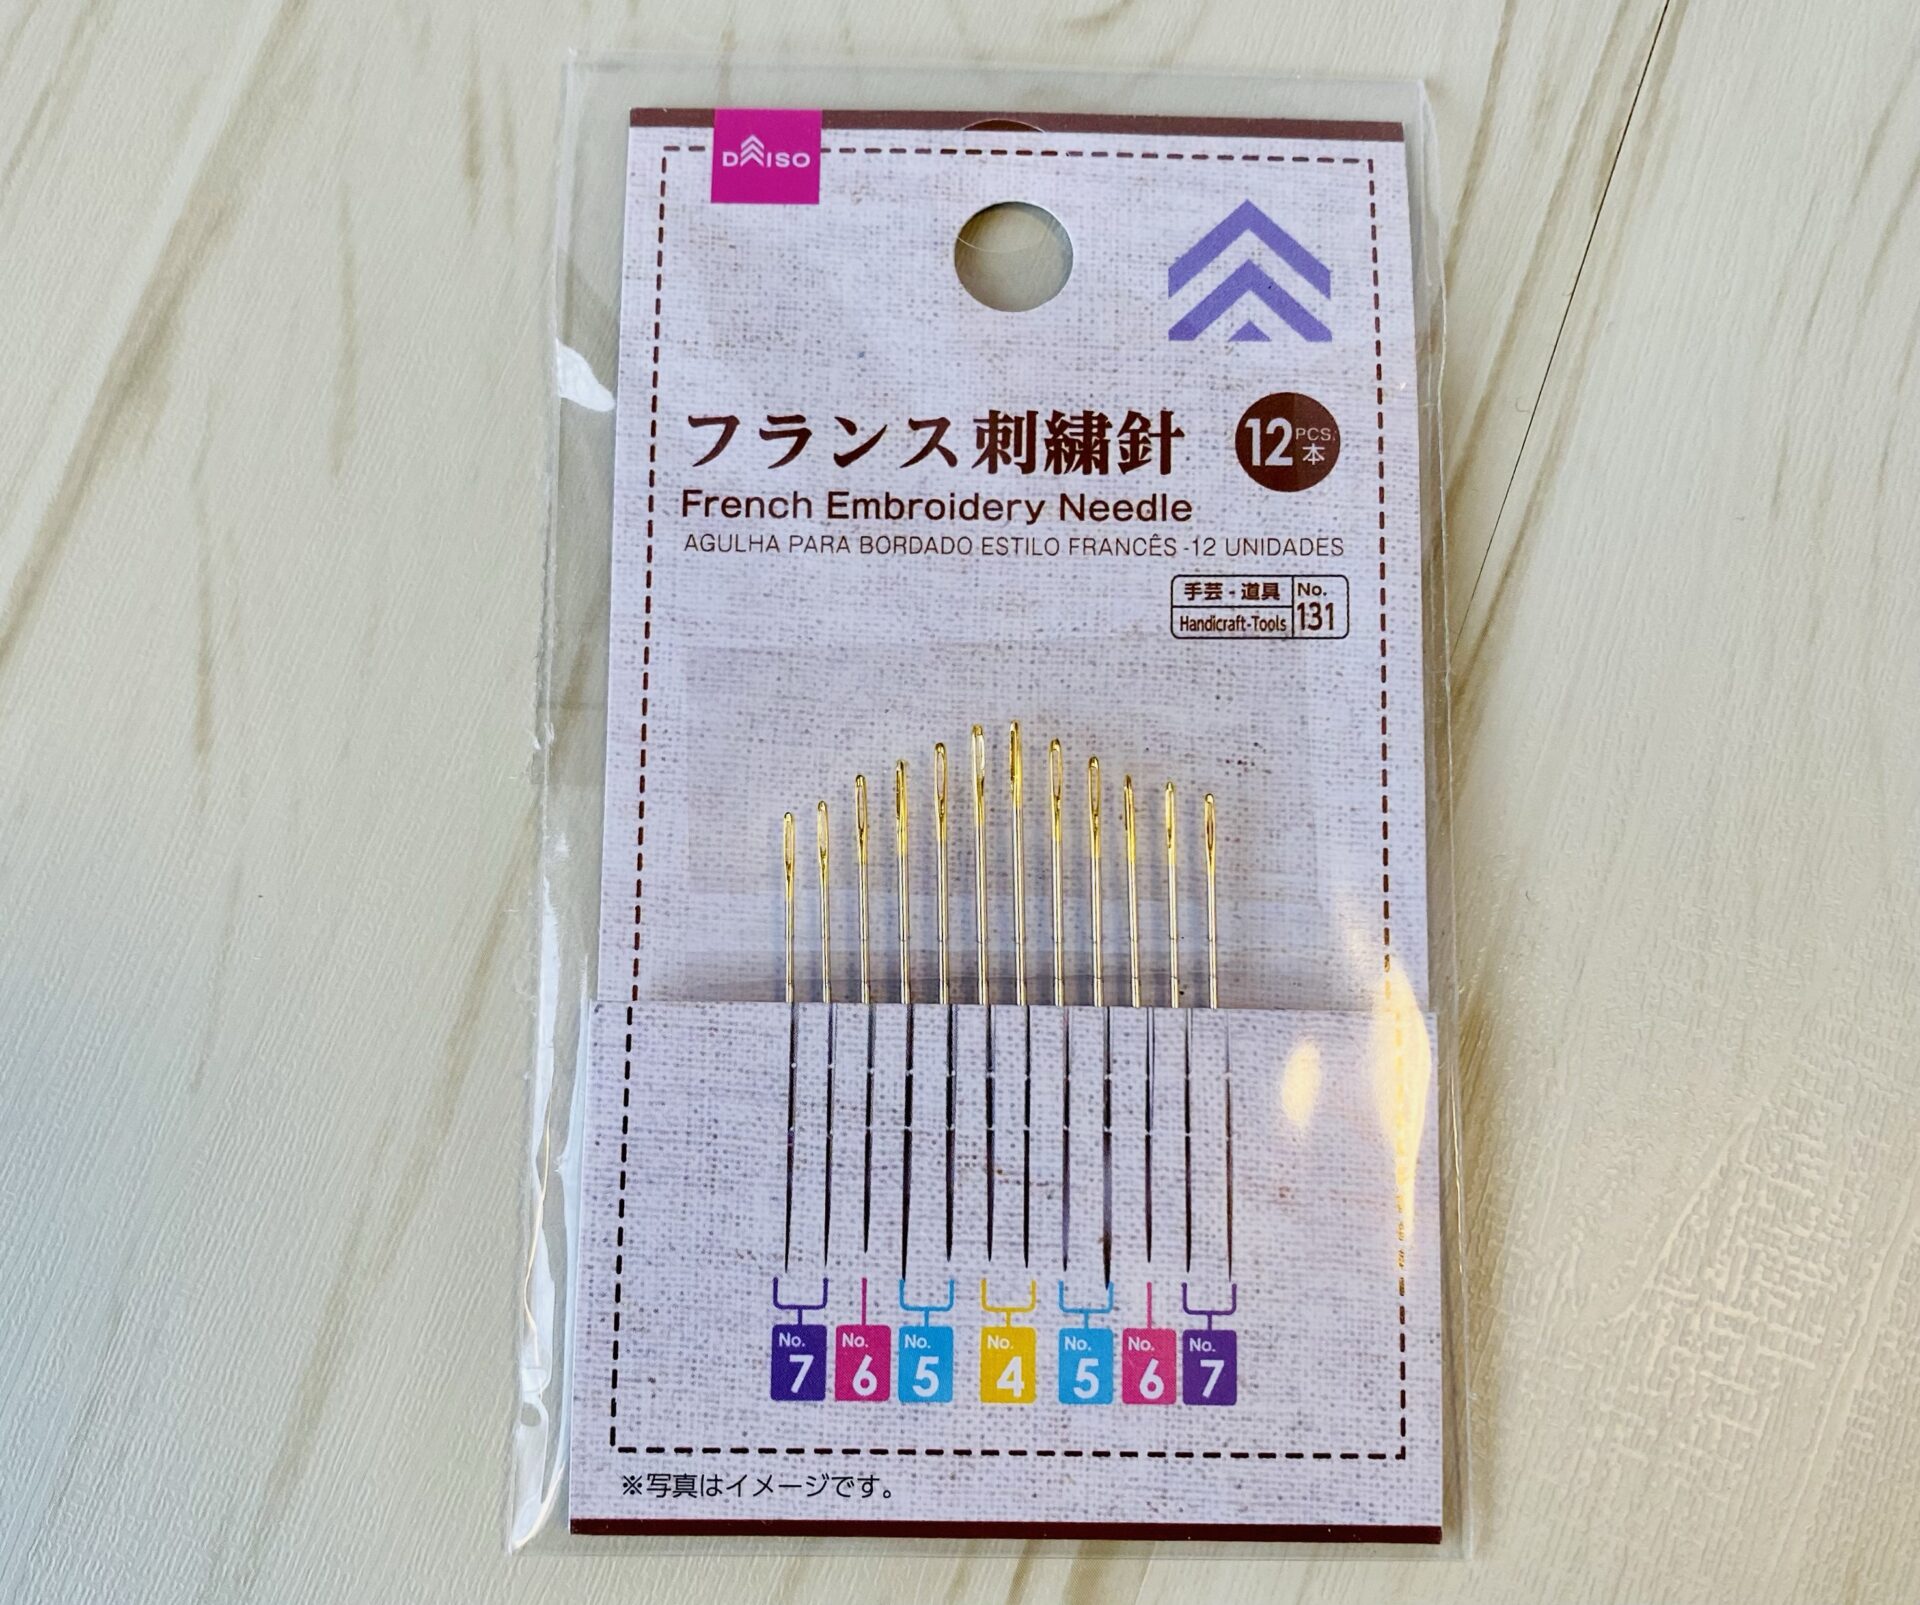 DAISO
フランス刺繍針
12 PCS. 本
French Embroidery Needle
AGULHA PARA BORDADO ESTILO FRANCÊS -12 UNIDADES
手芸-道具 No.
Handicraft-Tools 131
No. No. No. No. No. No. No.
7 6 5 4 5 6 7
※写真はイメージです。